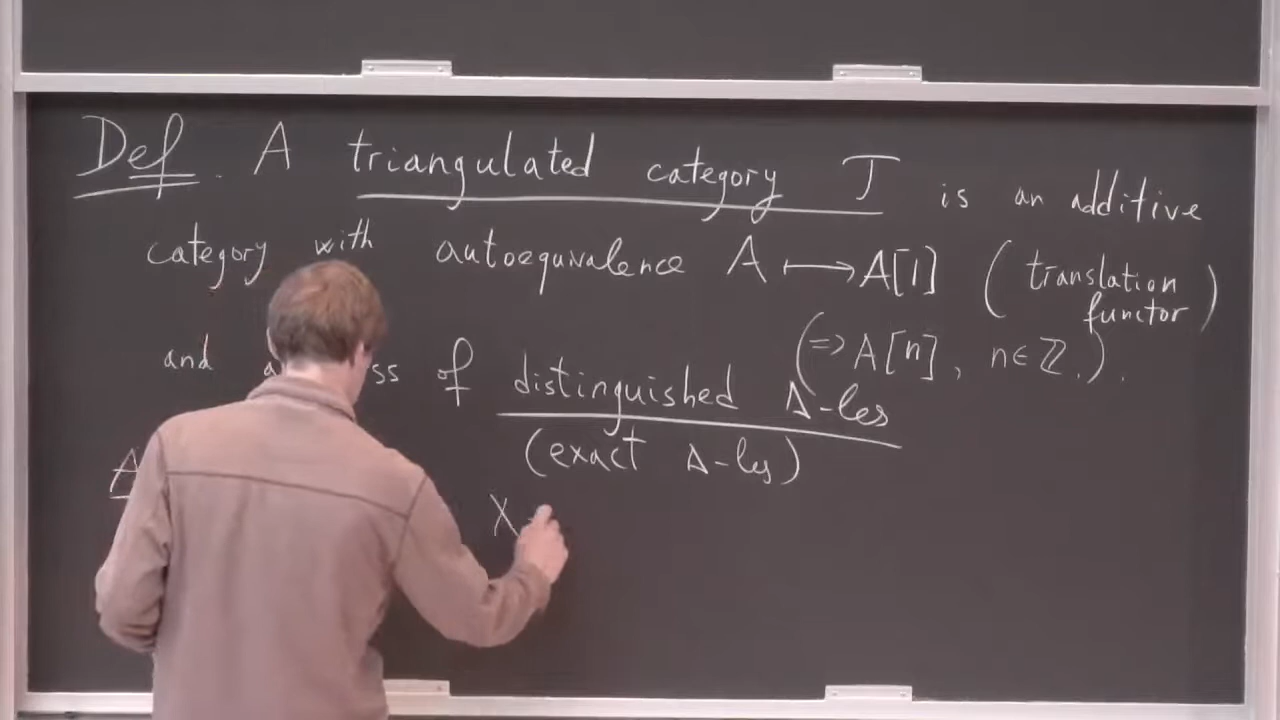 Def. A triangulated category T is an additive
category with autoequivalence A ⟼ A[1] (translation functor)
(=> A[n], n∈ℤ.).
and a ss of distinguished Δ-les
(exact Δ-les)
A
X